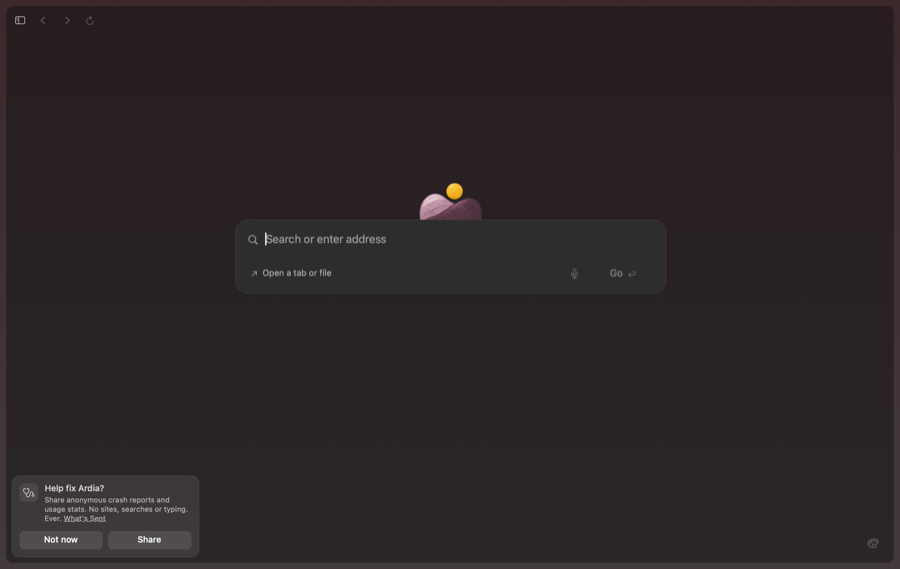 Search or enter address
Open a tab or file
Go
Help fix Ardia?
Share anonymous crash reports and
usage stats. No sites, searches or typing.
Ever. What's Sent
Not now
Share